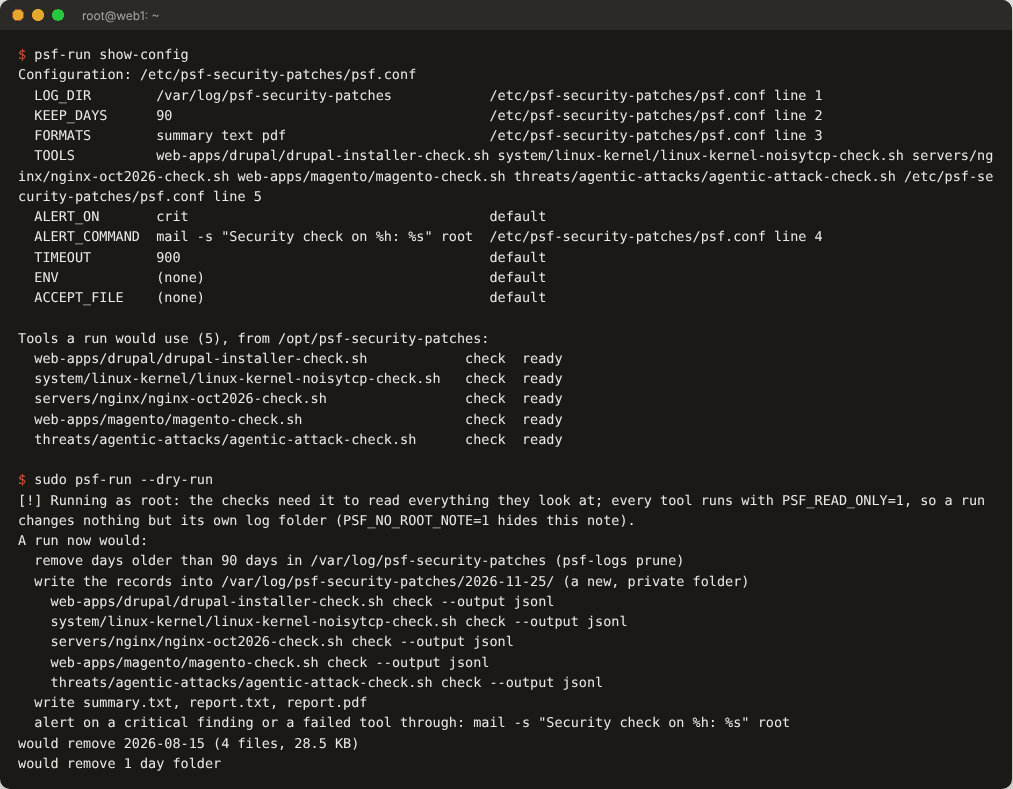 root@web1: ~
$ psf-run show-config
Configuration: /etc/psf-security-patches/psf.conf
  LOG_DIR        /var/log/psf-security-patches            /etc/psf-security-patches/psf.conf line 1
  KEEP_DAYS      90                                       /etc/psf-security-patches/psf.conf line 2
  FORMATS        summary text pdf                         /etc/psf-security-patches/psf.conf line 3
  TOOLS          web-apps/drupal/drupal-installer-check.sh system/linux-kernel/linux-kernel-noisytcp-check.sh servers/ng
inx/nginx-oct2026-check.sh web-apps/magento/magento-check.sh threats/agentic-attacks/agentic-attack-check.sh /etc/psf-se
curity-patches/psf.conf line 5
  ALERT_ON       crit                                     default
  ALERT_COMMAND  mail -s "Security check on %h: %s" root  /etc/psf-security-patches/psf.conf line 4
  TIMEOUT        900                                      default
  ENV            (none)                                   default
  ACCEPT_FILE    (none)                                   default

Tools a run would use (5), from /opt/psf-security-patches:
  web-apps/drupal/drupal-installer-check.sh            check  ready
  system/linux-kernel/linux-kernel-noisytcp-check.sh   check  ready
  servers/nginx/nginx-oct2026-check.sh                 check  ready
  web-apps/magento/magento-check.sh                    check  ready
  threats/agentic-attacks/agentic-attack-check.sh      check  ready

$ sudo psf-run --dry-run
[!] Running as root: the checks need it to read everything they look at; every tool runs with PSF_READ_ONLY=1, so a run
changes nothing but its own log folder (PSF_NO_ROOT_NOTE=1 hides this note).
A run now would:
  remove days older than 90 days in /var/log/psf-security-patches (psf-logs prune)
  write the records into /var/log/psf-security-patches/2026-11-25/ (a new, private folder)
    web-apps/drupal/drupal-installer-check.sh check --output jsonl
    system/linux-kernel/linux-kernel-noisytcp-check.sh check --output jsonl
    servers/nginx/nginx-oct2026-check.sh check --output jsonl
    web-apps/magento/magento-check.sh check --output jsonl
    threats/agentic-attacks/agentic-attack-check.sh check --output jsonl
  write summary.txt, report.txt, report.pdf
  alert on a critical finding or a failed tool through: mail -s "Security check on %h: %s" root
would remove 2026-08-15 (4 files, 28.5 KB)
would remove 1 day folder